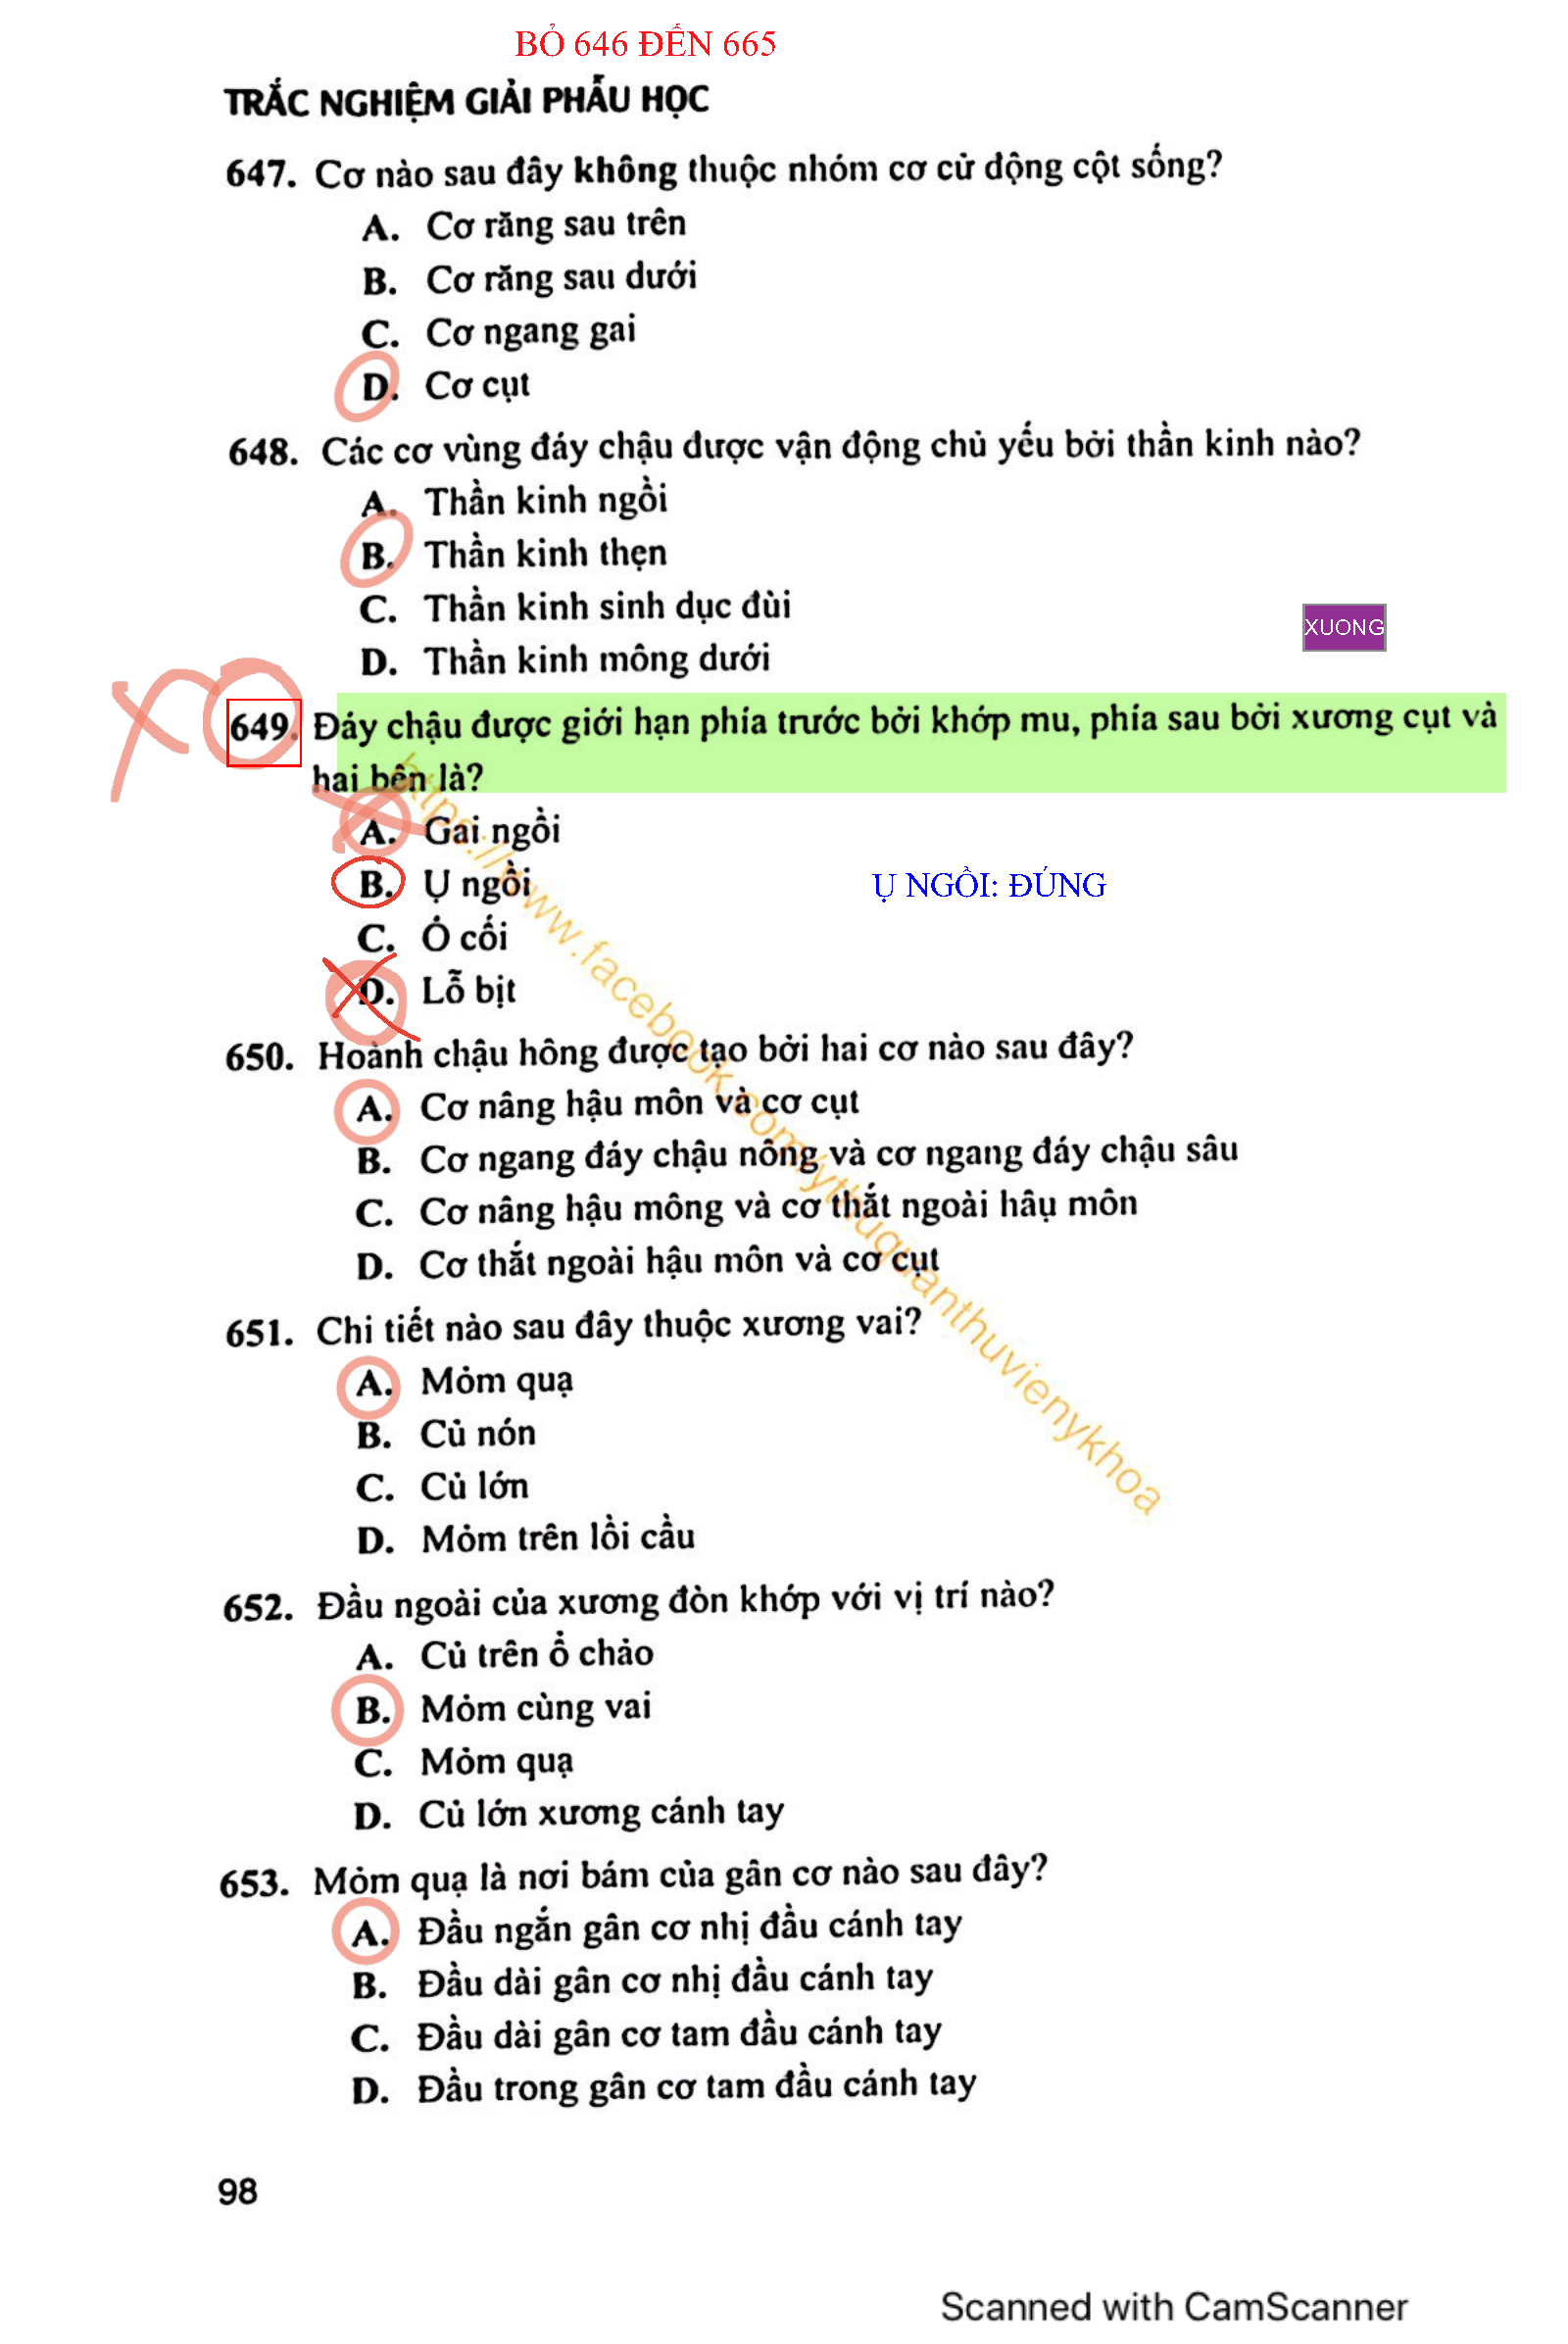 BỎ 646 ĐẾN 665
TRẮC NGHIỆM GIẢI PHẪU HỌC
647. Cơ nào sau đây không thuộc nhóm cơ cử động cột sống?
A. Cơ răng sau trên
B. Cơ răng sau dưới
C. Cơ ngang gai
D. Cơ cụt
648. Các cơ vùng đáy chậu được vận động chủ yếu bởi thần kinh nào?
A. Thần kinh ngồi
B. Thần kinh thẹn
C. Thần kinh sinh dục đùi
XUONG
D. Thần kinh mông dưới
649. Đáy chậu được giới hạn phía trước bởi khớp mu, phía sau bởi xương cụt và
hai bên là?
A. Gai ngồi
B. Ụ ngồi
Ụ NGỒI: ĐÚNG
C. Ổ cối
D. Lỗ bịt
650. Hoành chậu hông được tạo bởi hai cơ nào sau đây?
A. Cơ nâng hậu môn và cơ cụt
B. Cơ ngang đáy chậu nông và cơ ngang đáy chậu sâu
C. Cơ nâng hậu mông và cơ thắt ngoài hâụ môn
D. Cơ thắt ngoài hậu môn và cơ cụt
651. Chi tiết nào sau đây thuộc xương vai?
A. Mỏm quạ
B. Củ nón
C. Củ lớn
D. Mỏm trên lồi cầu
652. Đầu ngoài của xương đòn khớp với vị trí nào?
A. Củ trên ổ chảo
B. Mỏm cùng vai
C. Mỏm quạ
D. Củ lớn xương cánh tay
653. Mỏm quạ là nơi bám của gân cơ nào sau đây?
A. Đầu ngắn gân cơ nhị đầu cánh tay
B. Đầu dài gân cơ nhị đầu cánh tay
C. Đầu dài gân cơ tam đầu cánh tay
D. Đầu trong gân cơ tam đầu cánh tay
https://www.facebook.com/ythuquanthuvienykhoa
98
Scanned with CamScanner